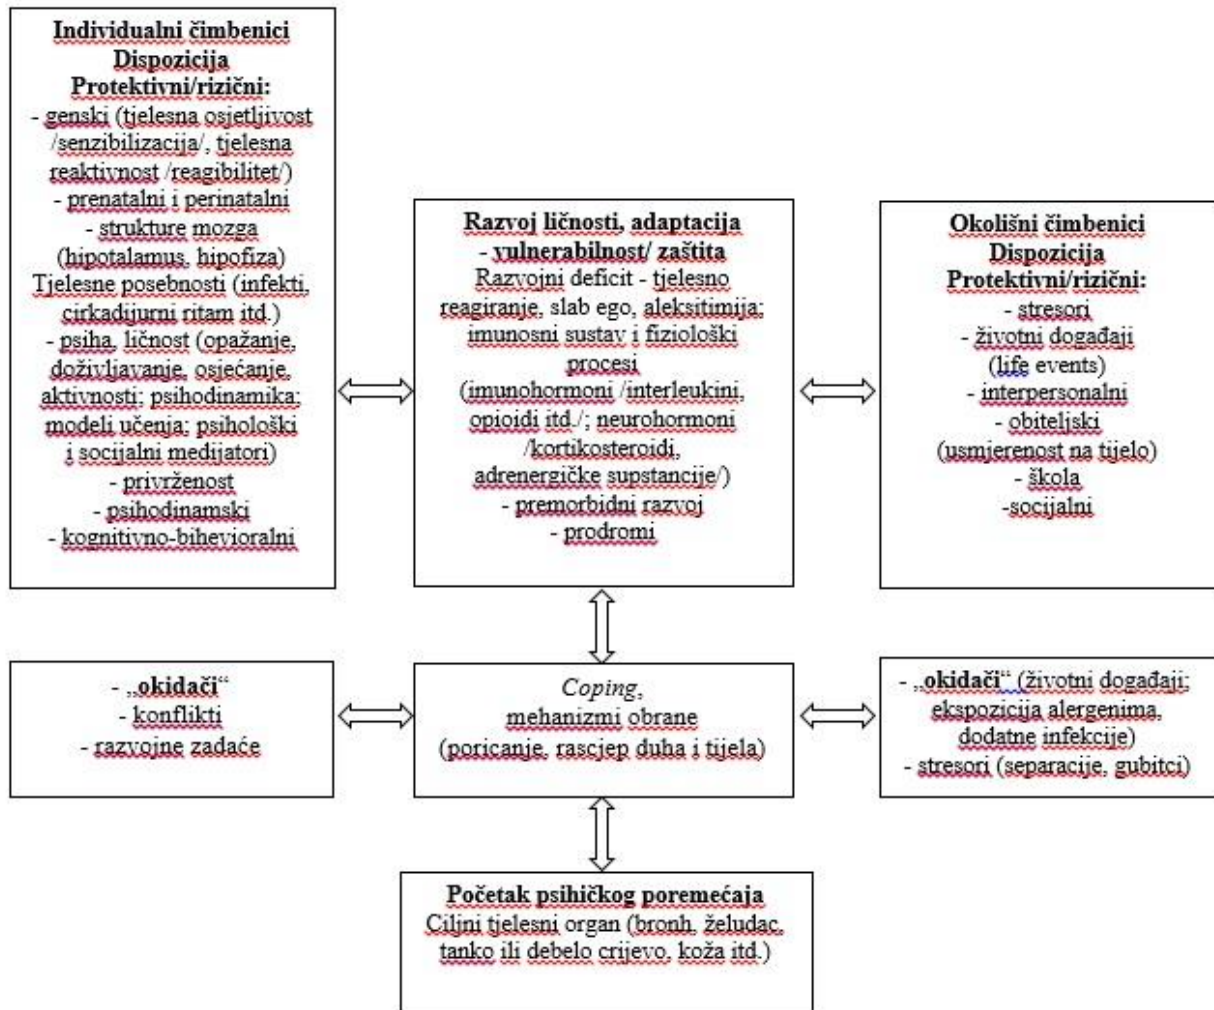 Individualni čimbenici
Dispozicija
Protektivni/rizični:
- genski (tjelesna osjetljivost
/senzibilizacija/, tjelesna
reaktivnost /reagibilitet/)
- prenatalni i perinatalni
- strukture mozga
(hipotalamus, hipofiza)
Tjelesne posebnosti (infekti,
cirkadijurni ritam itd.)
- psiha, ličnost (opažanje,
doživljavanje, osjećanje,
aktivnosti; psihodinamika;
modeli učenja; psihološki
i socijalni medijatori)
- privrženost
- psihodinamski
- kognitivno-bihevioralni
Razvoj ličnosti, adaptacija
- vulnerabilnost/ zaštita
Razvojni deficit - tjelesno
reagiranje, slab ego, aleksitimija;
imunosni sustav i fiziološki
procesi
(imunohormoni /interleukini,
opioidi itd./; neurohormoni
/kortikosteroidi,
adrenergičke supstancije/)
- premorbidni razvoj
- prodromi
Okolišni čimbenici
Dispozicija
Protektivni/rizični:
- stresori
- životni događaji
(life events)
- interpersonalni
- obiteljski
(usmjerenost na tijelo)
- škola
-socijalni
- „okidači“
- konflikti
- razvojne zadaće
Coping,
mehanizmi obrane
(poricanje, rascjep duha i tijela)
- „okidači“ (životni događaji;
ekspozicija alergenima,
dodatne infekcije)
- stresori (separacije, gubitci)
Početak psihičkog poremećaja
Ciljni tjelesni organ (bronh, želudac,
tanko ili debelo crijevo, koža itd.)